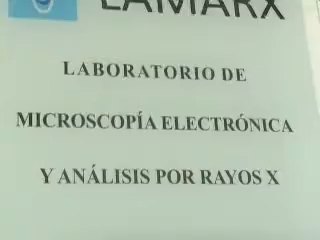 LAMARX
LABORATORIO DE
MICROSCOPÍA ELECTRÓNICA
Y ANÁLISIS POR RAYOS X